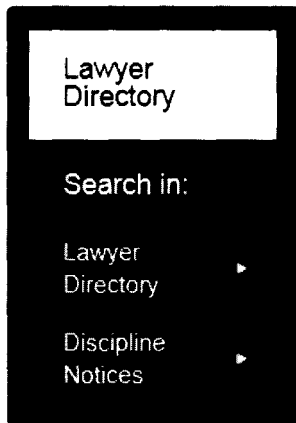 Lawyer
Directory
Search in:
Lawyer
Directory
Discipline
Notices